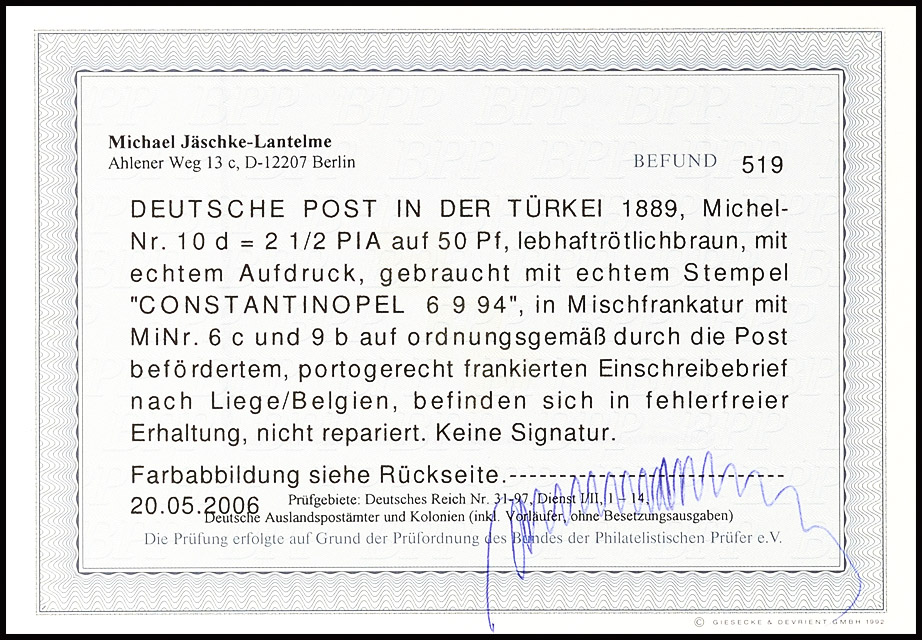 Michael Jäschke-Lantelme
Ahlener Weg 13 c, D-12207 Berlin
BEFUND 519
DEUTSCHE POST IN DER TÜRKEI 1889, Michel-
Nr. 10 d = 2 1/2 PIA auf 50 Pf, lebhaftrötlichbraun, mit
echtem Aufdruck, gebraucht mit echtem Stempel
"CONSTANTINOPEL 6 9 94", in Mischfrankatur mit
MiNr. 6 c und 9 b auf ordnungsgemäß durch die Post
befördertem, portogerecht frankierten Einschreibebrief
nach Liege/Belgien, befinden sich in fehlerfreier
Erhaltung, nicht repariert. Keine Signatur.
Farbabbildung siehe Rückseite.-------------------------
20.05.2006 Prüfgebiete: Deutsches Reich Nr. 31-97, Dienst I/II, 1 – 14,
Deutsche Auslandspostämter und Kolonien (inkl. Vorläufer, ohne Besetzungsausgaben)
Die Prüfung erfolgte auf Grund der Prüfordnung des Bundes der Philatelistischen Prüfer e.V.
© GIESECKE & DEVRIENT GMBH 1992